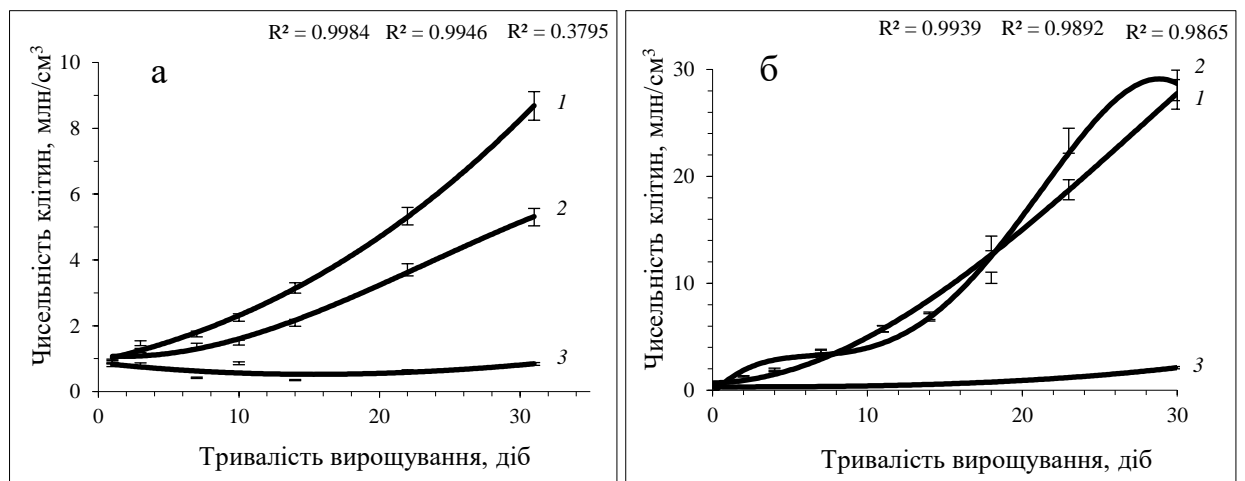 R² = 0.9984 R² = 0.9946 R² = 0.3795
а
Чисельність клітин, млн/см³
10
8
6
4
2
0
1
2
3
0 10 20 30
Тривалість вирощування, діб
R² = 0.9939 R² = 0.9892 R² = 0.9865
б
Чисельність клітин, млн/см³
30
20
10
0
2
1
3
0 10 20 30
Тривалість вирощування, діб